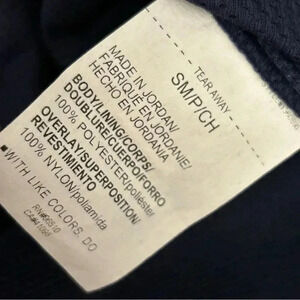 TEAR AWAY
SM/P/CH
MADE IN JORDAN/
FABRIQUE EN JORDANIE/
HECHO EN JORDANIA
BODY/LINING/CORPS/
DOUBLURE/CUERPO/FORRO
100% POLYESTER/poliéster
OVERLAY/SUPERPOSITION/
REVESTIMIENTO
100% NYLON/poliamida
■WITH LIKE COLORS, DO